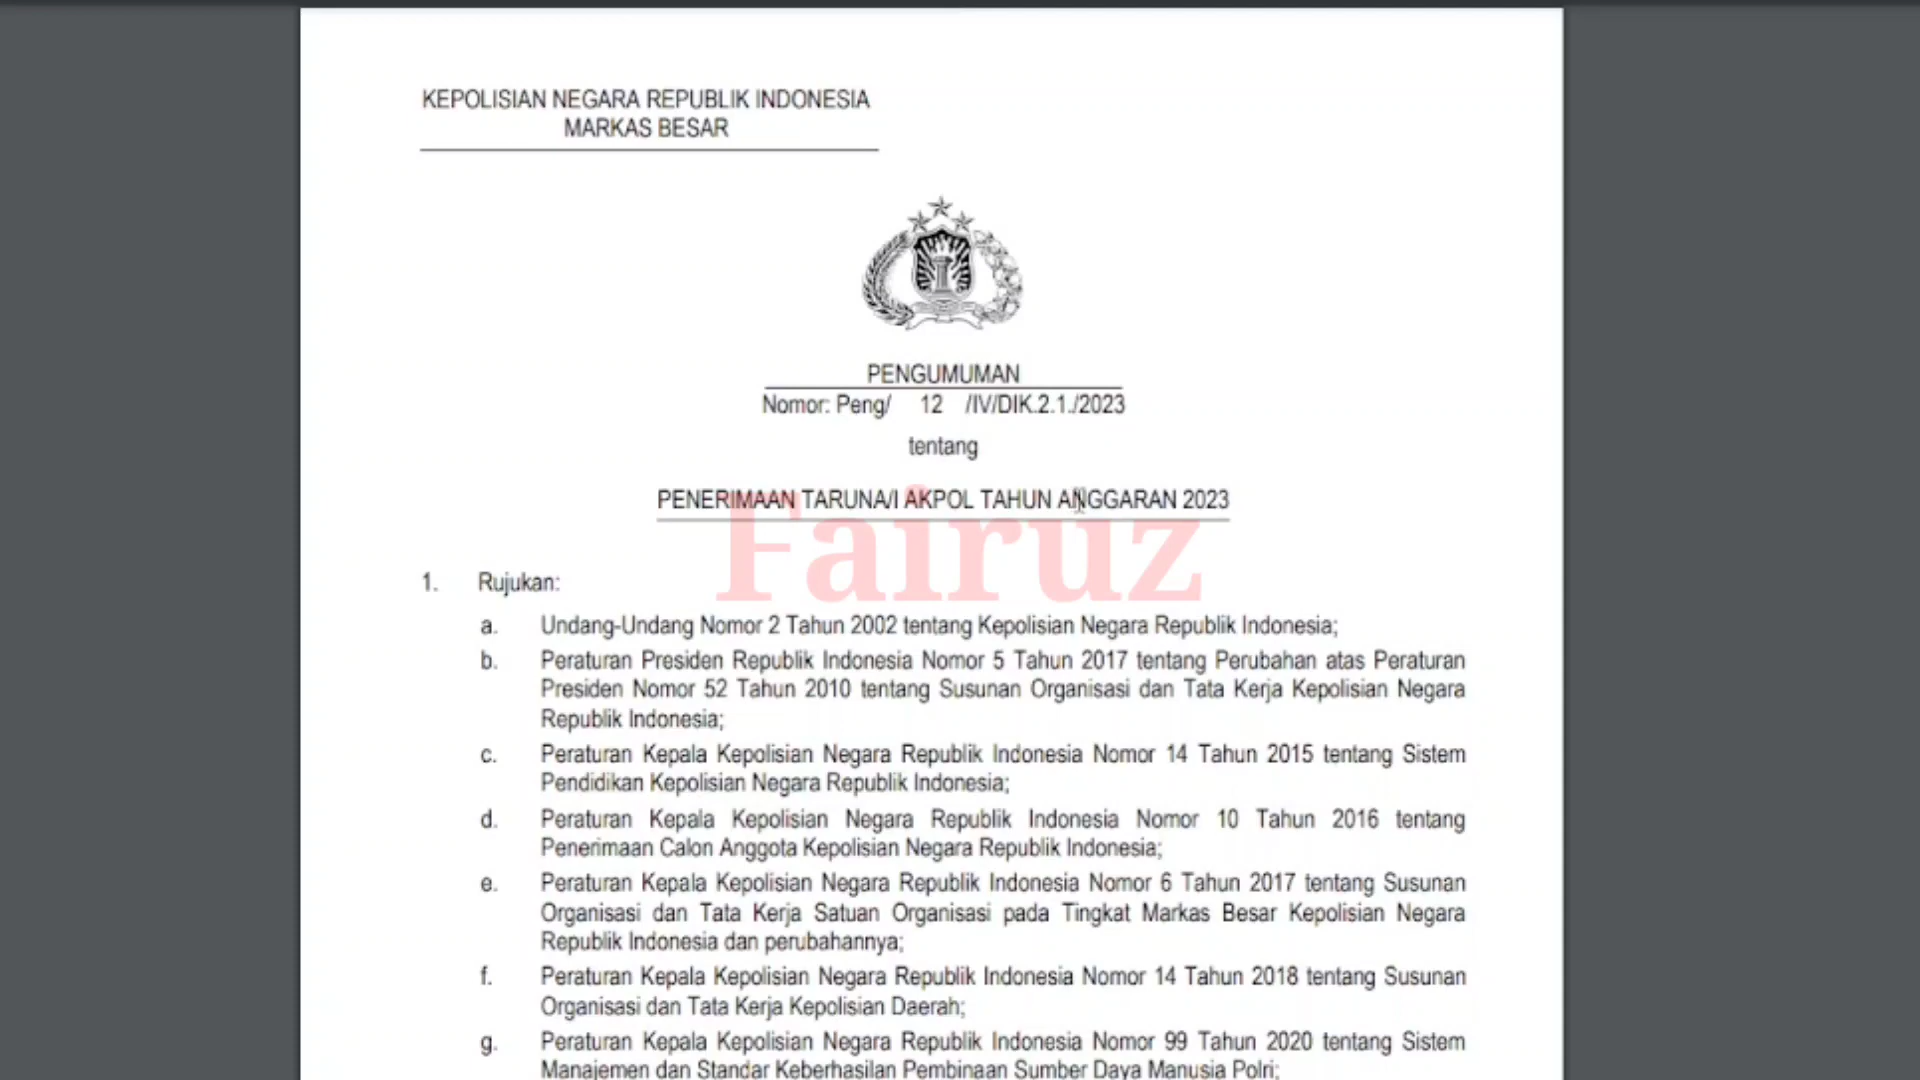 KEPOLISIAN NEGARA REPUBLIK INDONESIA
MARKAS BESAR
PENGUMUMAN
Nomor: Peng/ 12 /IV/DIK.2.1./2023
tentang
PENERIMAAN TARUNA/I AKPOL TAHUN ANGGARAN 2023
Fairuz
1. Rujukan:
a. Undang-Undang Nomor 2 Tahun 2002 tentang Kepolisian Negara Republik Indonesia;
b. Peraturan Presiden Republik Indonesia Nomor 5 Tahun 2017 tentang Perubahan atas Peraturan
Presiden Nomor 52 Tahun 2010 tentang Susunan Organisasi dan Tata Kerja Kepolisian Negara
Republik Indonesia;
c. Peraturan Kepala Kepolisian Negara Republik Indonesia Nomor 14 Tahun 2015 tentang Sistem
Pendidikan Kepolisian Negara Republik Indonesia;
d. Peraturan Kepala Kepolisian Negara Republik Indonesia Nomor 10 Tahun 2016 tentang
Penerimaan Calon Anggota Kepolisian Negara Republik Indonesia;
e. Peraturan Kepala Kepolisian Negara Republik Indonesia Nomor 6 Tahun 2017 tentang Susunan
Organisasi dan Tata Kerja Satuan Organisasi pada Tingkat Markas Besar Kepolisian Negara
Republik Indonesia dan perubahannya;
f. Peraturan Kepala Kepolisian Negara Republik Indonesia Nomor 14 Tahun 2018 tentang Susunan
Organisasi dan Tata Kerja Kepolisian Daerah;
g. Peraturan Kepala Kepolisian Negara Republik Indonesia Nomor 99 Tahun 2020 tentang Sistem
Manajemen dan Standar Keberhasilan Pembinaan Sumber Daya Manusia Polri;